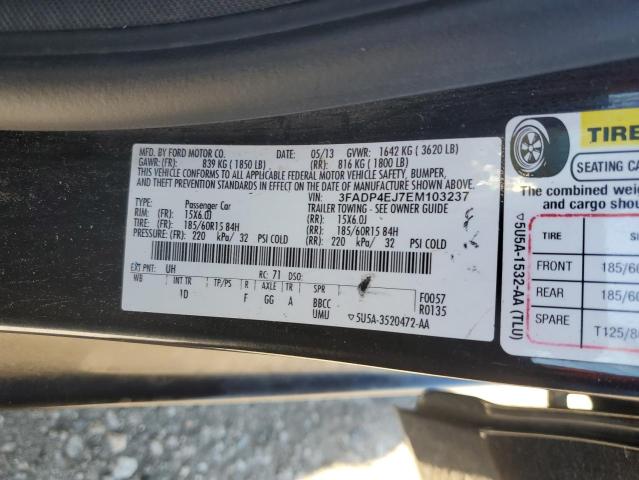 MFD. BY FORD MOTOR CO. DATE: 05/13 GVWR: 1642 KG ( 3620 LB)
GAWR: (FR): 839 KG ( 1850 LB) (RR): 816 KG ( 1800 LB)
THIS VEHICLE CONFORMS TO ALL APPLICABLE FEDERAL MOTOR VEHICLE SAFETY, BUMPER,
AND THEFT PREVENTION STANDARDS IN EFFECT ON THE DATE OF MANUFACTURE SHOWN ABOVE.
VIN: 3FADP4EJ7EM103237
TYPE: Passenger Car TRAILER TOWING - SEE OWNER GUIDE
RIM: 15X6.0J 15X6.0J
TIRE: (FR): 185/60R15 84H (RR): 185/60R15 84H
PRESSURE: (FR): 220 kPa/ 32 PSI COLD (RR): 220 kPa/ 32 PSI COLD
EXT PNT: UH RC: 71 DSO:
WB INT TR TP/PS R AXLE TR SPR F0057
1D F GG A BBCC R0135
UMU ▽5U5A-3520472-AA
TIRE
SEATING CA
The combined we
and cargo shou
TIRE SI
FRONT 185/60
REAR 185/60
SPARE T125/8
▽5U5A-1532-AA (TLU)